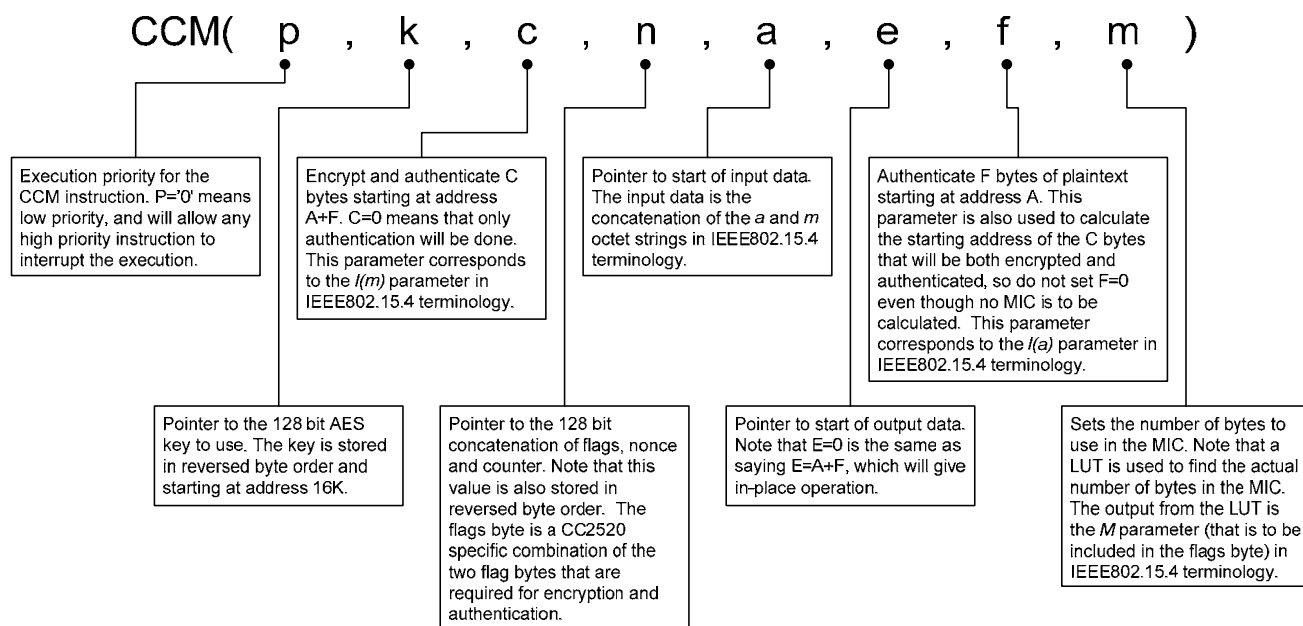 CCM( p , k , c , n , a , e , f , m )
Execution priority for the
CCM instruction. P='0' means
low priority, and will allow any
high priority instruction to
interrupt the execution.
Encrypt and authenticate C
bytes starting at address
A+F. C=0 means that only
authentication will be done.
This parameter corresponds
to the l(m) parameter in
IEEE802.15.4 terminology.
Pointer to start of input data.
The input data is the
concatenation of the a and m
octet strings in IEEE802.15.4
terminology.
Authenticate F bytes of plaintext
starting at address A. This
parameter is also used to calculate
the starting address of the C bytes
that will be both encrypted and
authenticated, so do not set F=0
even though no MIC is to be
calculated.  This parameter
corresponds to the l(a) parameter in
IEEE802.15.4 terminology.
Pointer to the 128 bit AES
key to use. The key is stored
in reversed byte order and
starting at address 16K.
Pointer to the 128 bit
concatenation of flags, nonce
and counter. Note that this
value is also stored in
reversed byte order.  The
flags byte is a CC2520
specific combination of the
two flag bytes that are
required for encryption and
authentication.
Pointer to start of output data.
Note that E=0 is the same as
saying E=A+F, which will give
in-place operation.
Sets the number of bytes to
use in the MIC. Note that a
LUT is used to find the actual
number of bytes in the MIC.
The output from the LUT is
the M parameter (that is to be
included in the flags byte) in
IEEE802.15.4 terminology.